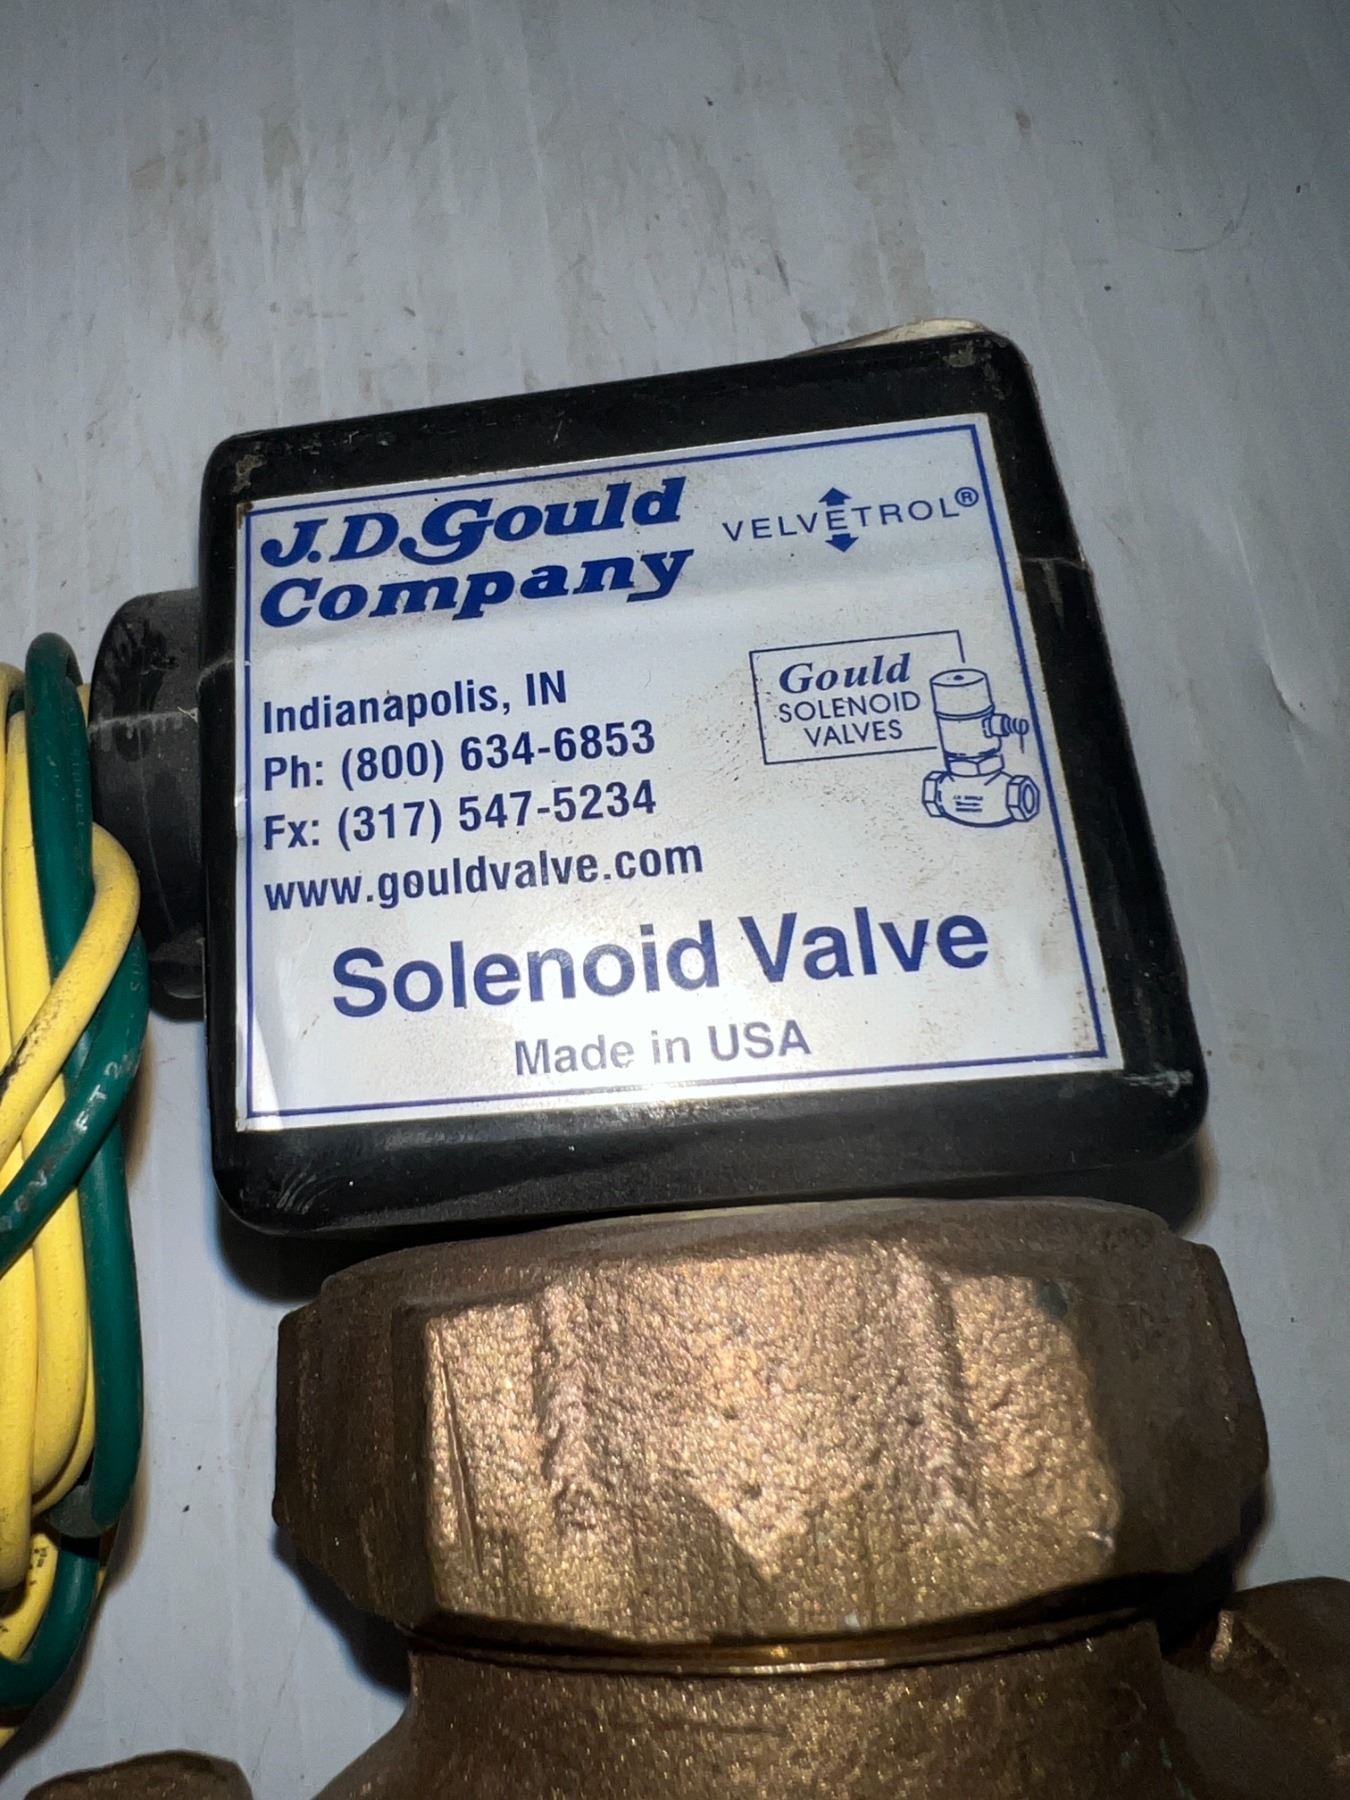 J.D. Gould
Company
VELVETROL®
Indianapolis, IN
Ph: (800) 634-6853
Fx: (317) 547-5234
www.gouldvalve.com
Gould
SOLENOID
VALVES
Solenoid Valve
Made in USA